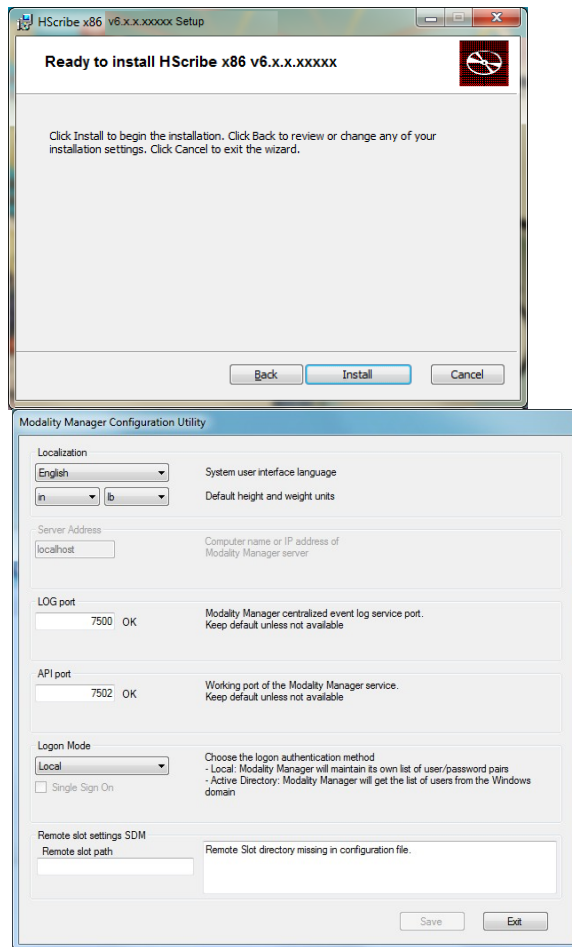 HScribe x86 v6.x.x.xxxxx Setup
Ready to install HScribe x86 v6.x.x.xxxxx
Click Install to begin the installation. Click Back to review or change any of your
installation settings. Click Cancel to exit the wizard.
Back Install Cancel
Modality Manager Configuration Utility
Localization
English System user interface language
in lb Default height and weight units
Server Address
localhost
Computer name or IP address of
Modality Manager server
LOG port
7500 OK
Modality Manager centralized event log service port.
Keep default unless not available
API port
7502 OK
Working port of the Modality Manager service.
Keep default unless not available
Logon Mode
Local
Single Sign On
Choose the logon authentication method
- Local: Modality Manager will maintain its own list of user/password pairs
- Active Directory: Modality Manager will get the list of users from the Windows
domain
Remote slot settings SDM
Remote slot path
Remote Slot directory missing in configuration file.
Save Exit